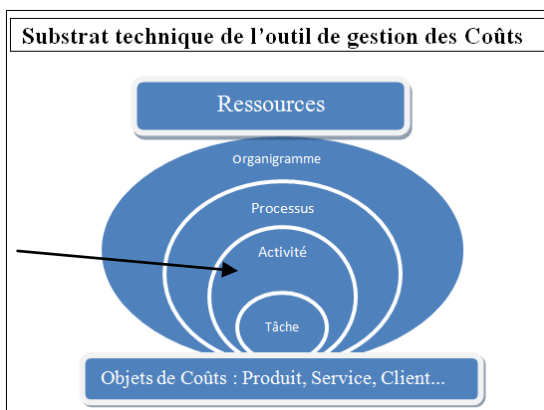 Substrat technique de l'outil de gestion des Coûts
Ressources
Organigramme
Processus
Activité
Tâche
Objets de Coûts : Produit, Service, Client...